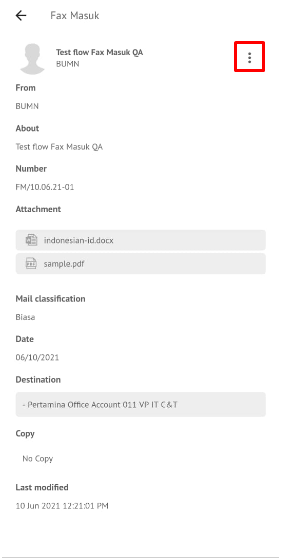 Fax Masuk
Test flow Fax Masuk QA
BUMN
From
BUMN
About
Test flow Fax Masuk QA
Number
FM/10.06.21-01
Attachment
indonesian-id.docx
sample.pdf
Mail classification
Biasa
Date
06/10/2021
Destination
- Pertamina Office Account 011 VP IT C&T
Copy
No Copy
Last modified
10 Jun 2021 12:21:01 PM